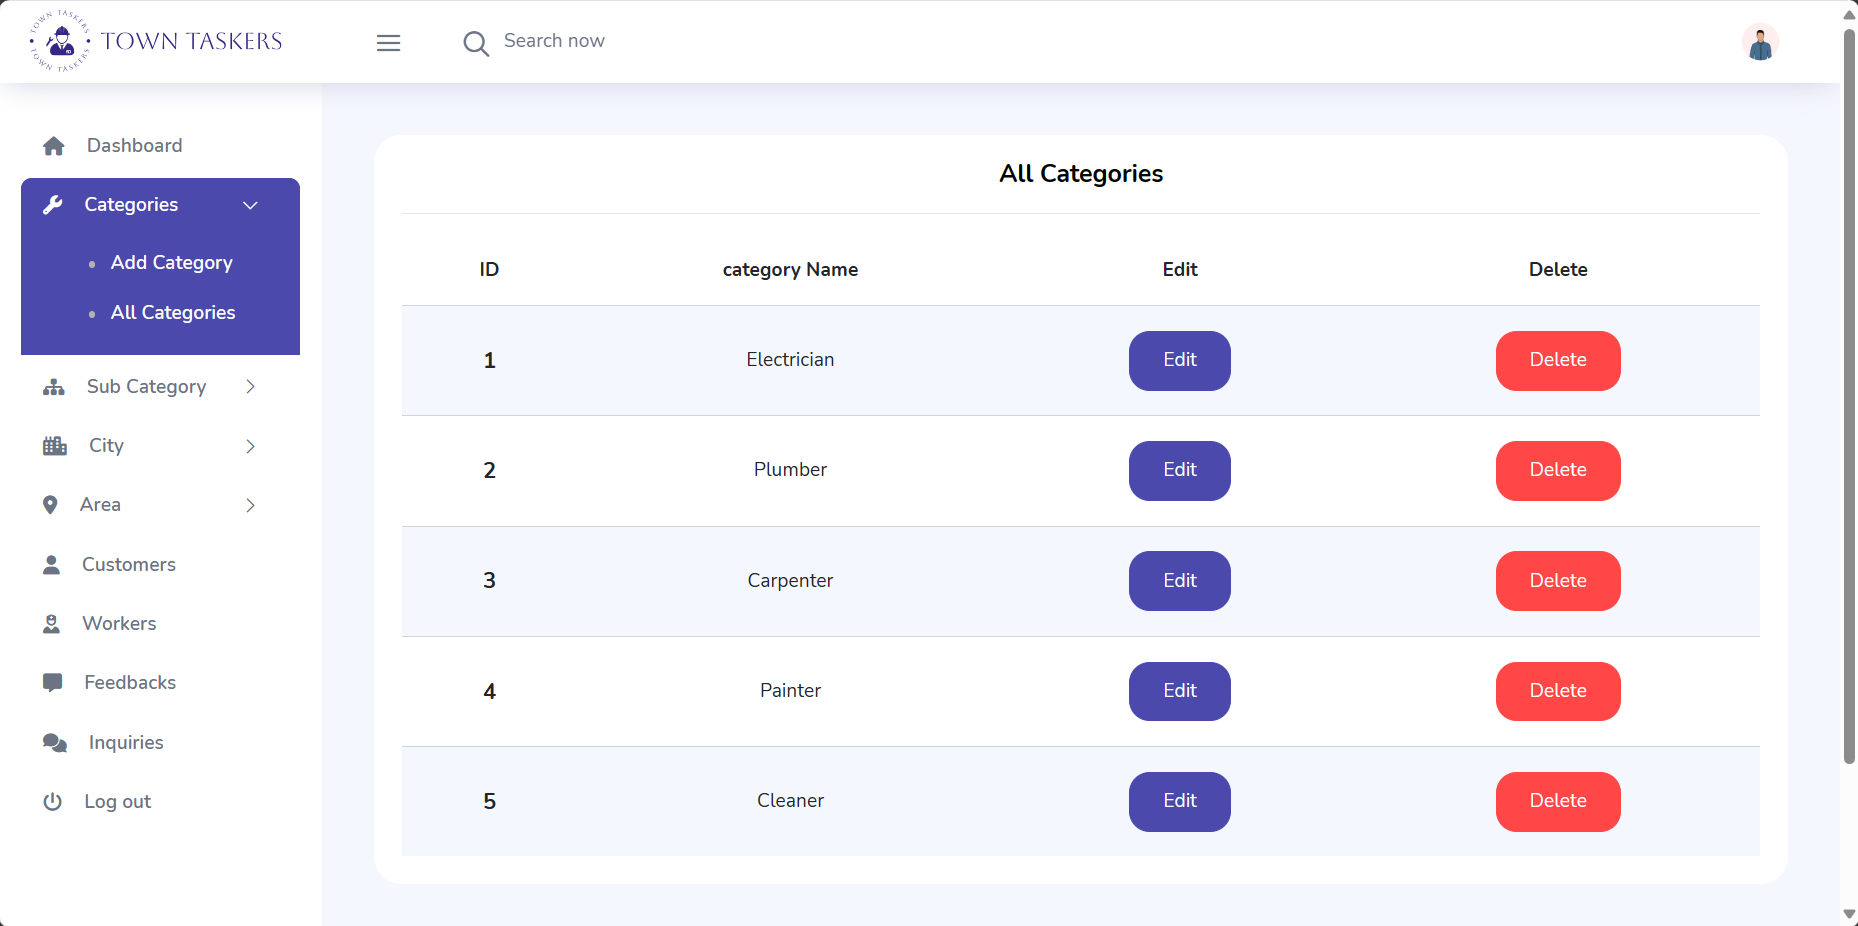 TOWN TASKERS
TOWN TASKERS
TOWN TASKERS
Search now
Dashboard
Categories
Add Category
All Categories
Sub Category
City
Area
Customers
Workers
Feedbacks
Inquiries
Log out
All Categories
ID category Name Edit Delete
1 Electrician Edit Delete
2 Plumber Edit Delete
3 Carpenter Edit Delete
4 Painter Edit Delete
5 Cleaner Edit Delete